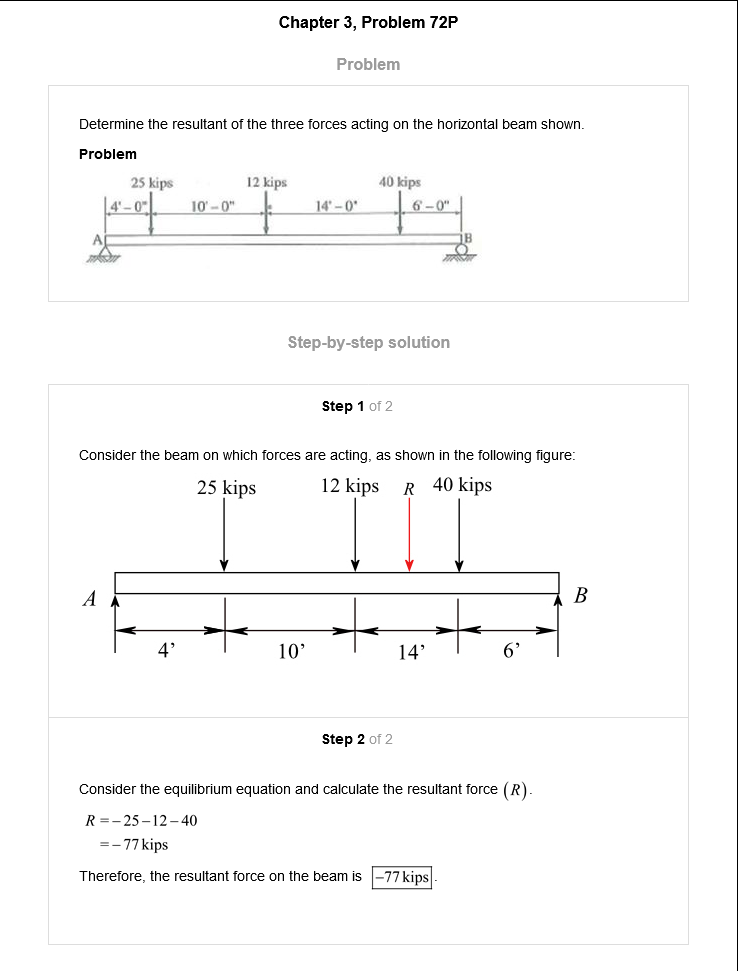 Chapter 3, Problem 72P
Problem
Determine the resultant of the three forces acting on the horizontal beam shown.
Problem
25 kips 12 kips 40 kips
4'-0" 10'-0" 14'-0" 6'-0"
A B
Step-by-step solution
Step 1 of 2
Consider the beam on which forces are acting, as shown in the following figure:
25 kips 12 kips R 40 kips
A B
4’ 10’ 14’ 6’
Step 2 of 2
Consider the equilibrium equation and calculate the resultant force (R).
R = −25−12−40
= −77 kips
Therefore, the resultant force on the beam is −77 kips.